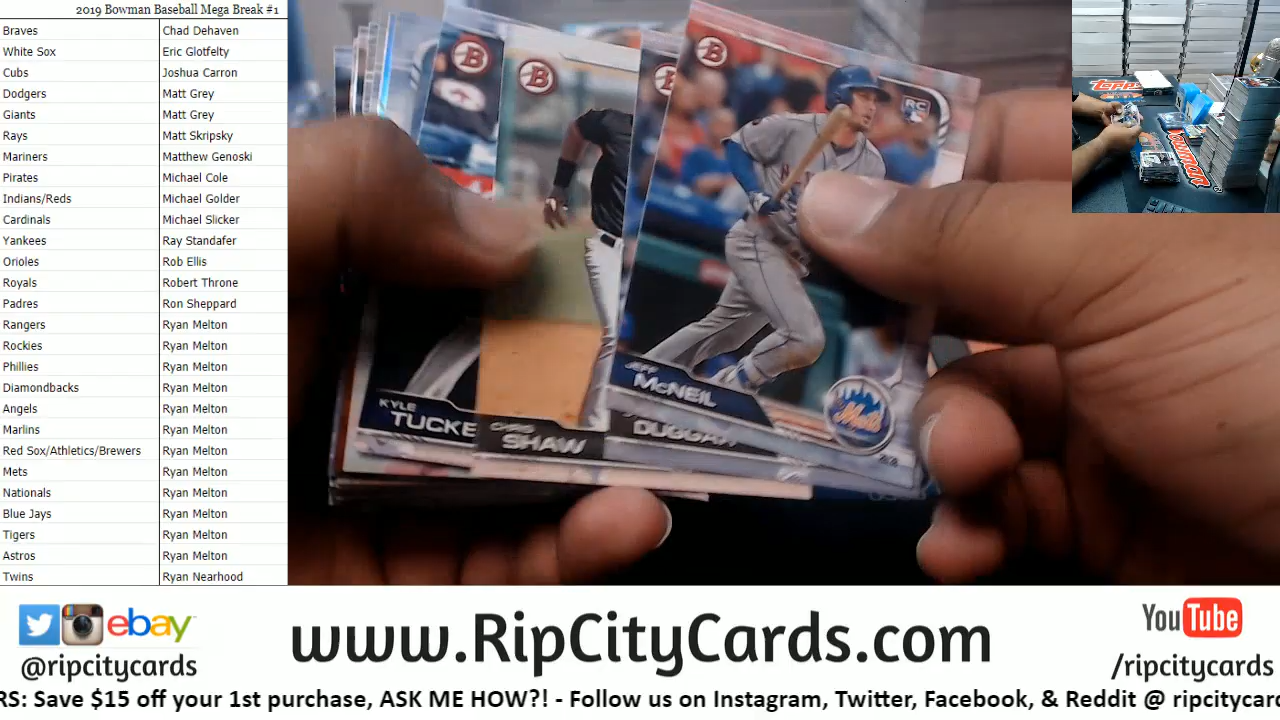 2019 Bowman Baseball Mega Break #1
Braves Chad Dehaven
White Sox Eric Glotfelty
Cubs Joshua Carron
Dodgers Matt Grey
Giants Matt Grey
Rays Matt Skripsky
Mariners Matthew Genoski
Pirates Michael Cole
Indians/Reds Michael Golder
Cardinals Michael Slicker
Yankees Ray Standafer
Orioles Rob Ellis
Royals Robert Throne
Padres Ron Sheppard
Rangers Ryan Melton
Rockies Ryan Melton
Phillies Ryan Melton
Diamondbacks Ryan Melton
Angels Ryan Melton
Marlins Ryan Melton
Red Sox/Athletics/Brewers Ryan Melton
Mets Ryan Melton
Nationals Ryan Melton
Blue Jays Ryan Melton
Tigers Ryan Melton
Astros Ryan Melton
Twins Ryan Nearhood
B
B
B
RC
JEFF
McNEIL
Mets
DUGGAR
KYLE
TUCKE
CHRIS
SHAW
TOPPS
BOWMAN
ebay
@ripcitycards
www.RipCityCards.com
YouTube
/ripcitycards
RS: Save $15 off your 1st purchase, ASK ME HOW?! - Follow us on Instagram, Twitter, Facebook, & Reddit @ ripcitycar